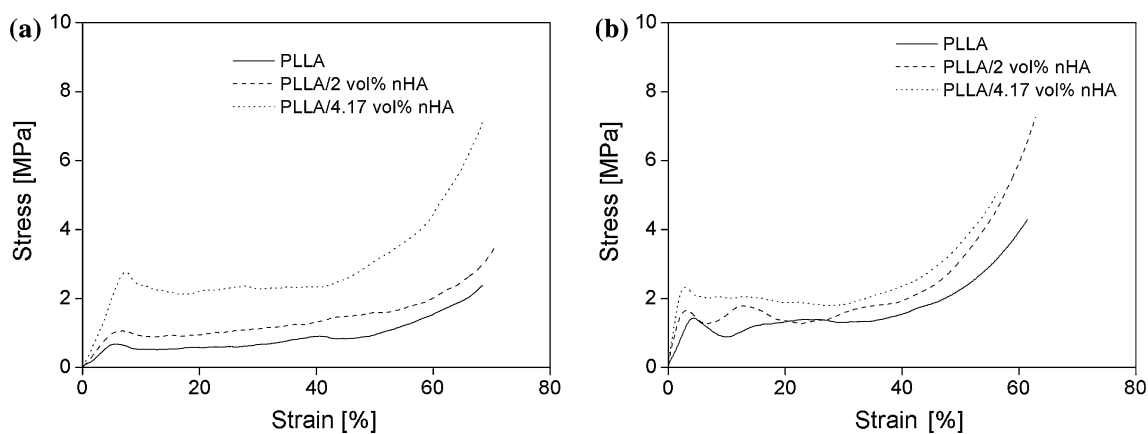 (a)
10
8
6
4
2
0
Stress [MPa]
PLLA
PLLA/2 vol% nHA
PLLA/4.17 vol% nHA
0 20 40 60 80
Strain [%]
(b)
10
8
6
4
2
0
Stress [MPa]
PLLA
PLLA/2 vol% nHA
PLLA/4.17 vol% nHA
0 20 40 60 80
Strain [%]